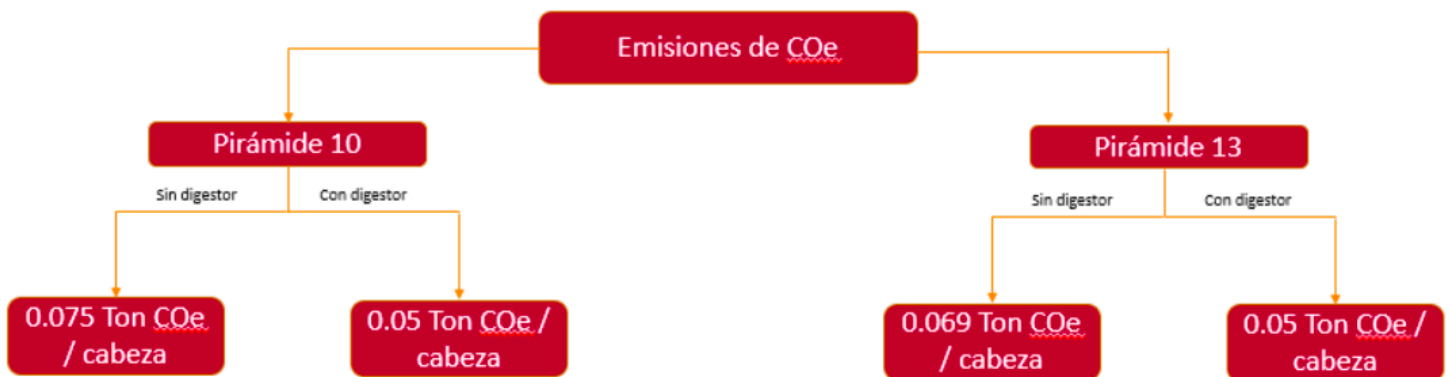 Emisiones de COe
Pirámide 10
Pirámide 13
Sin digestor
Con digestor
Sin digestor
Con digestor
0.075 Ton COe
/ cabeza
0.05 Ton COe /
cabeza
0.069 Ton COe
/ cabeza
0.05 Ton COe /
cabeza